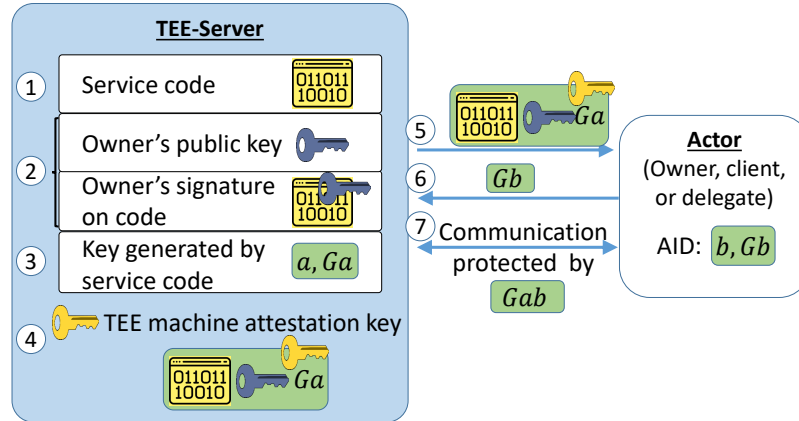 TEE-Server
1
Service code
011011
10010
2
Owner's public key
Owner's signature
on code
011011
10010
3
Key generated by
service code
a, Ga
4
TEE machine attestation key
011011
10010
Ga
5
011011
10010
Ga
6
Gb
7
Communication
protected by
Gab
Actor
(Owner, client,
or delegate)
AID:
b, Gb